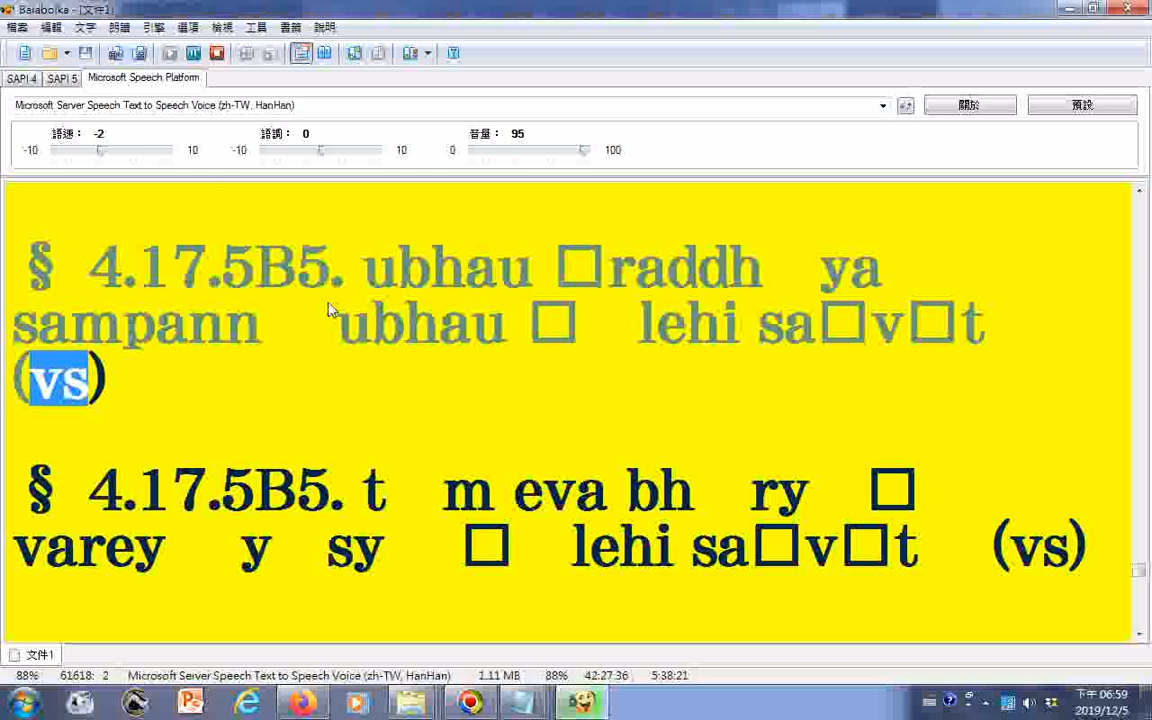 Balabolka - [文件1]
檔案 編輯 文字 朗讀 引擎 選項 檢視 工具 書籤 說明
SAPI 4 SAPI 5 Microsoft Speech Platform
Microsoft Server Speech Text to Speech Voice (zh-TW, HanHan) 關於 預設
語速： -2 語調： 0 音量： 95
-10 10 -10 10 0 100
§ 4.17.5B5. ubhau □raddh ya
sampann ubhau □ lehi sa□v□t
(vs)
§ 4.17.5B5. t m eva bh ry □
varey y sy □ lehi sa□v□t (vs)
文件1
88% 61618: 2 Microsoft Server Speech Text to Speech Voice (zh-TW, HanHan) 1.11 MB 88% 42:27:36 5:38:21
下午 06:59
2019/12/5